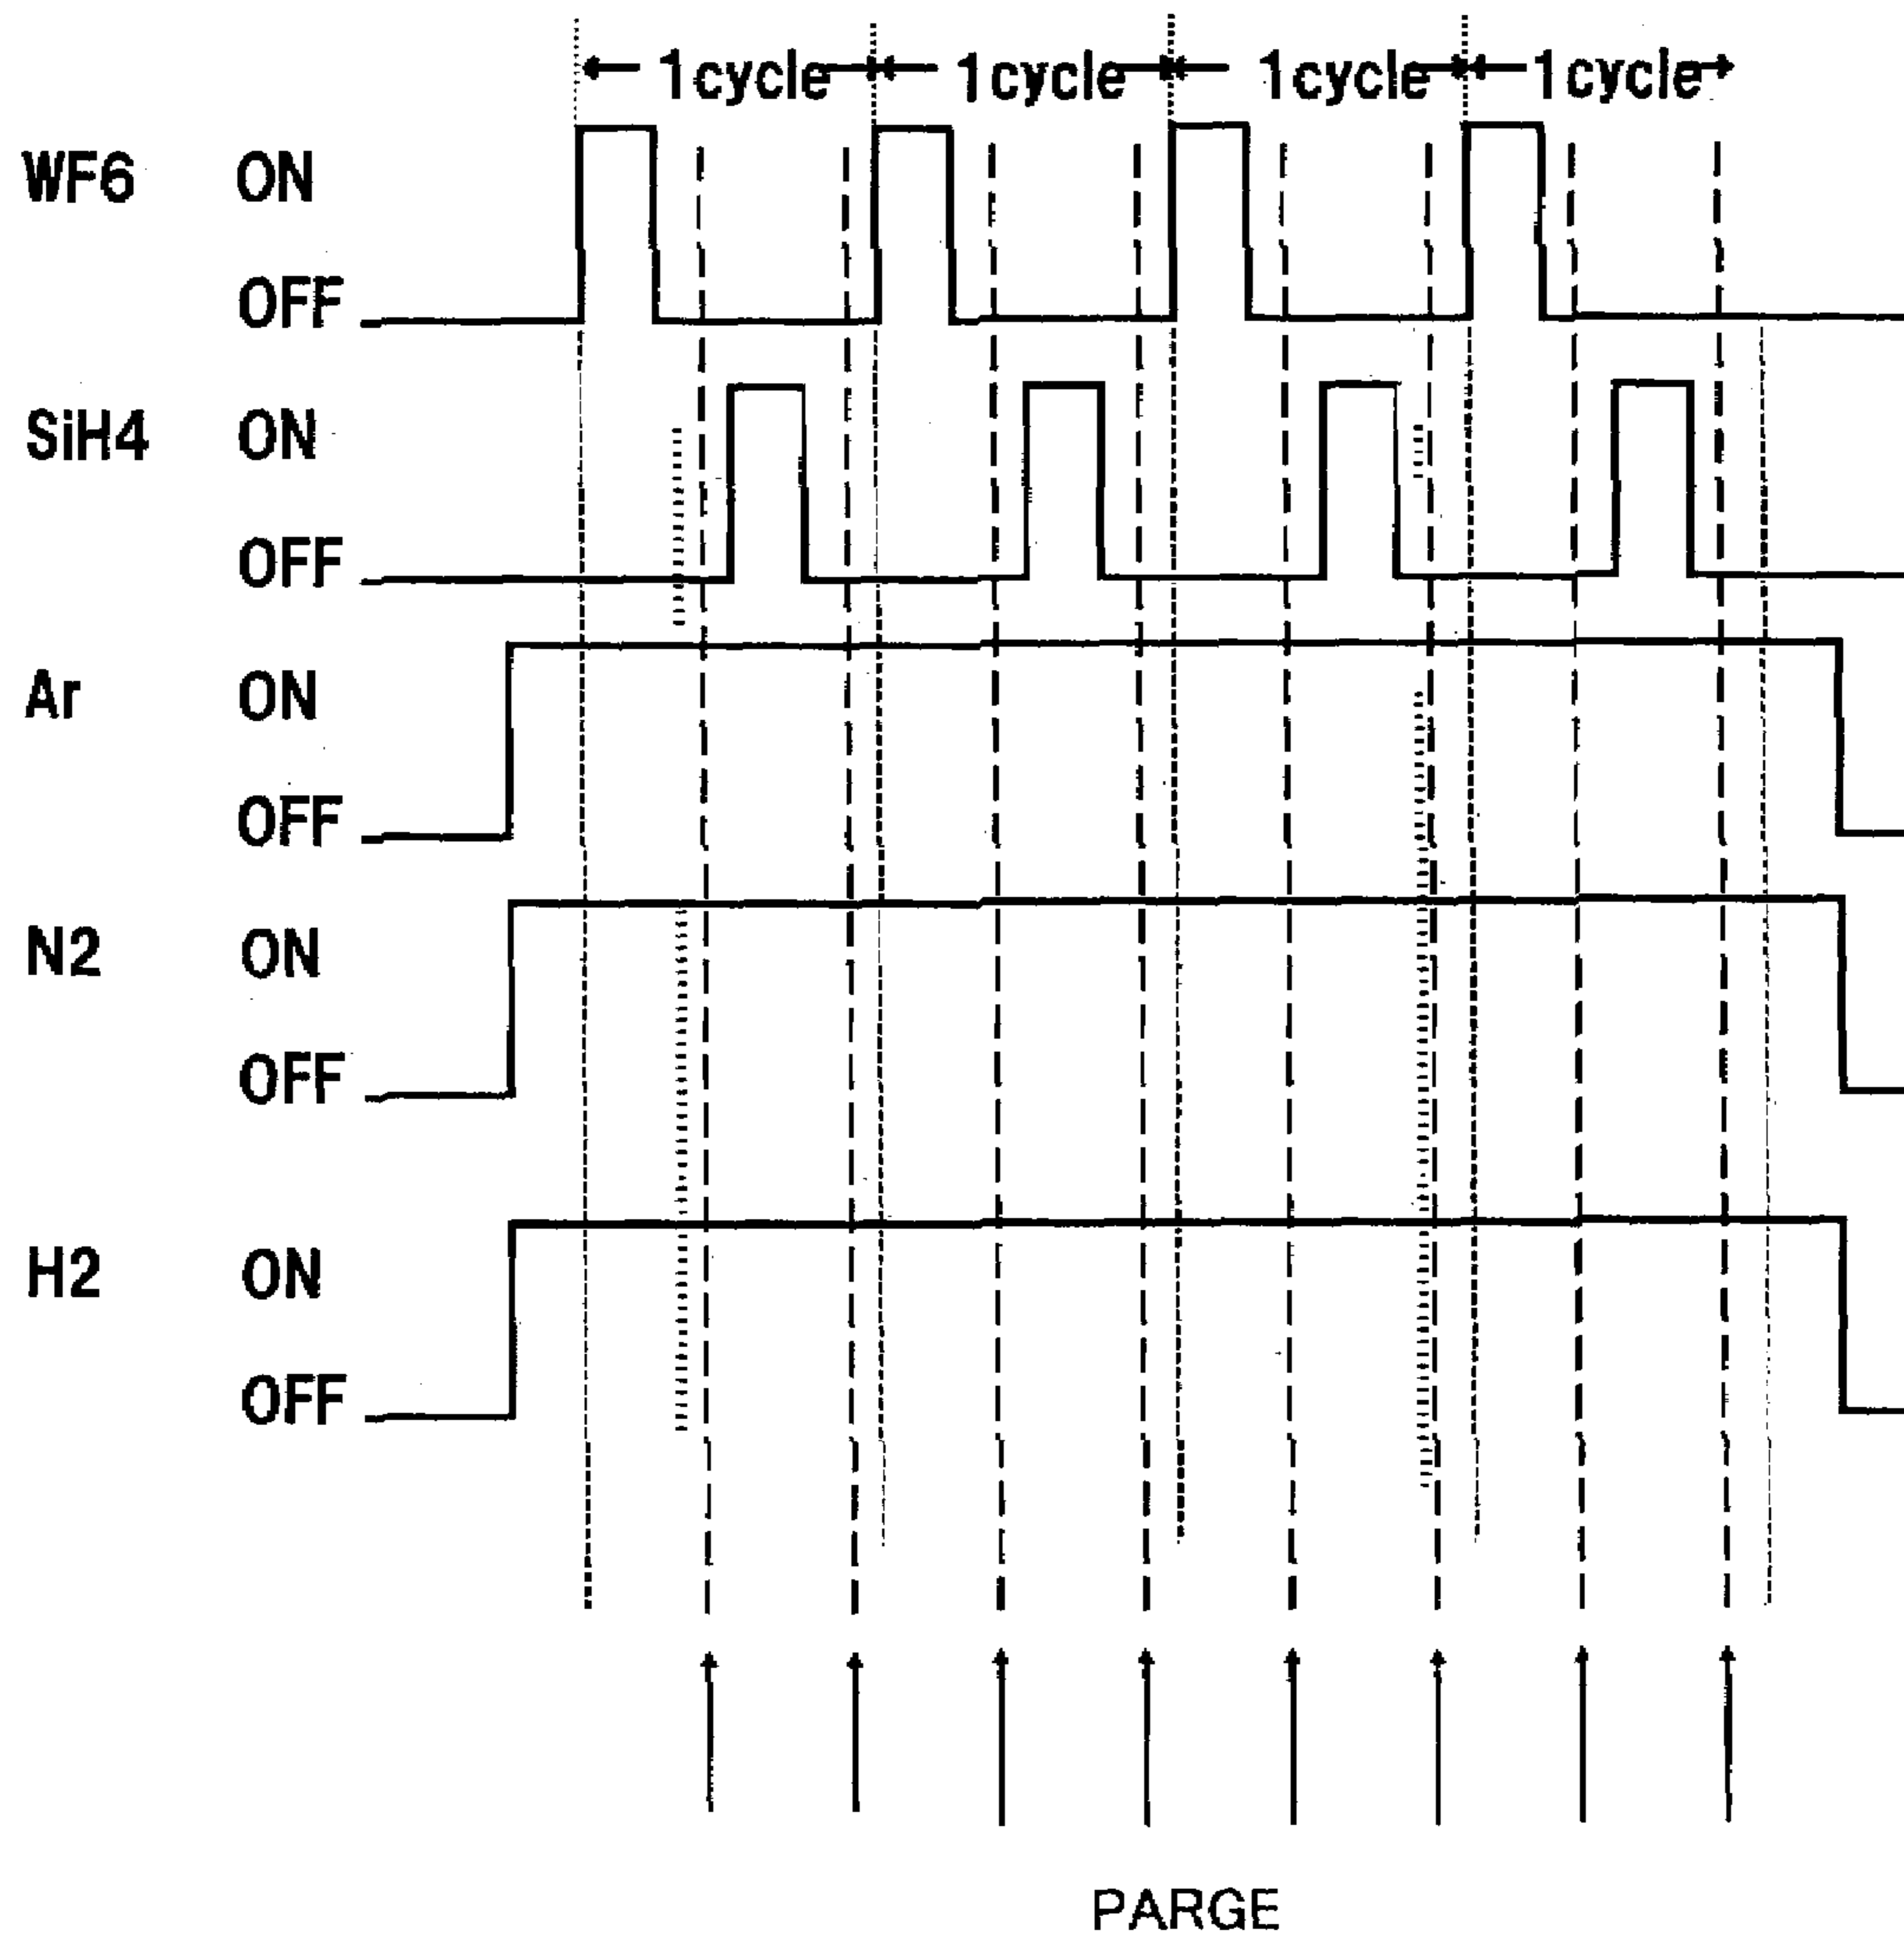 1cycle 1cycle 1cycle 1cycle
WF6 ON
OFF
SiH4 ON
OFF
Ar ON
OFF
N2 ON
OFF
H2 ON
OFF
PARGE